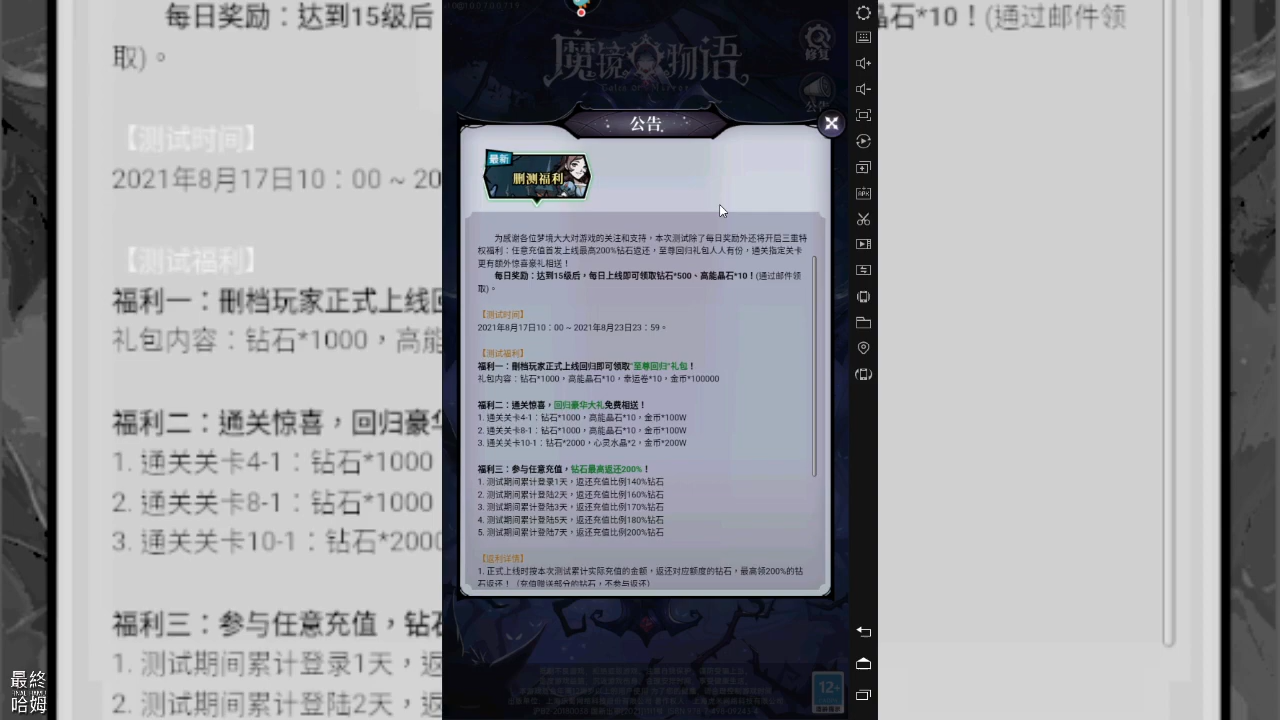 魔镜物语
Tales of Mirror
修复
公告
公告
最新
删测福利
为感谢各位梦境大大对游戏的关注和支持，本次测试除了每日奖励外还将开启三重特
权福利：任意充值首发上线最高200%钻石返还，至尊回归礼包人人有份，通关指定关卡
更有额外惊喜豪礼相送！
每日奖励：达到15级后，每日上线即可领取钻石*500、高能晶石*10！(通过邮件领
取)。
【测试时间】
2021年8月17日10：00 ~ 2021年8月23日23：59。
【测试福利】
福利一：刪档玩家正式上线回归即可领取"至尊回归"礼包！
礼包内容：钻石*1000，高能晶石*10，幸运卷*10，金币*100000
福利二：通关惊喜，回归豪华大礼免费相送！
1. 通关关卡4-1：钻石*1000，高能晶石*10，金币*100W
2. 通关关卡8-1：钻石*1000，高能晶石*10，金币*100W
3. 通关关卡10-1：钻石*2000，心灵水晶*2，金币*200W
福利三：参与任意充值，钻石最高返还200%！
1. 测试期间累计登录1天，返还充值比例140%钻石
2. 测试期间累计登陆2天，返还充值比例160%钻石
3. 测试期间累计登陆3天，返还充值比例170%钻石
4. 测试期间累计登陆5天，返还充值比例180%钻石
5. 测试期间累计登陆7天，返还充值比例200%钻石
【返利详情】
1. 正式上线时按本次测试累计实际充值的金额，返还对应额度的钻石，最高领200%的钻
石返还！（充值赠送部分的钻石，不参与返还）
12+
每日奖励：达到15级后
晶石*10！(通过邮件领
取)。
【测试时间】
2021年8月17日10：00 ~ 20
【测试福利】
福利一：刪档玩家正式上线回
礼包内容：钻石*1000，高能
福利二：通关惊喜，回归豪华
1. 通关关卡4-1：钻石*1000
2. 通关关卡8-1：钻石*1000
3. 通关关卡10-1：钻石*2000
福利三：参与任意充值，钻石
1. 测试期间累计登录1天，返
2. 测试期间累计登陆2天，返
最終
哈姆